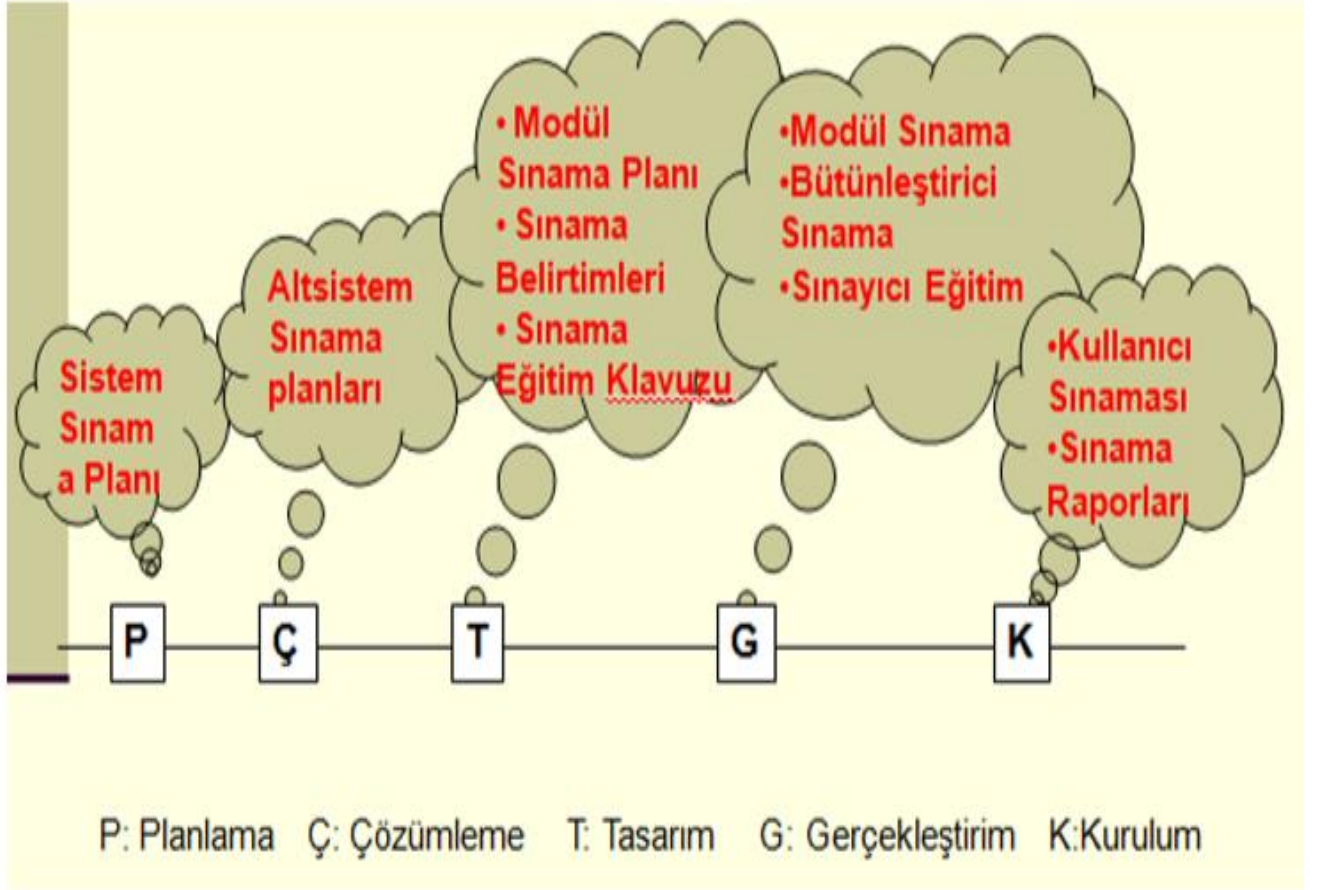 Sistem
Sınam
a Planı
Altsistem
Sınama
planları
• Modül
Sınama Planı
• Sınama
Belirtimleri
• Sınama
Eğitim Klavuzu
•Modül Sınama
•Bütünleştirici
Sınama
•Sınayıcı Eğitim
•Kullanıcı
Sınaması
•Sınama
Raporları
P
Ç
T
G
K
P: Planlama Ç: Çözümleme T: Tasarım G: Gerçekleştirim K:Kurulum